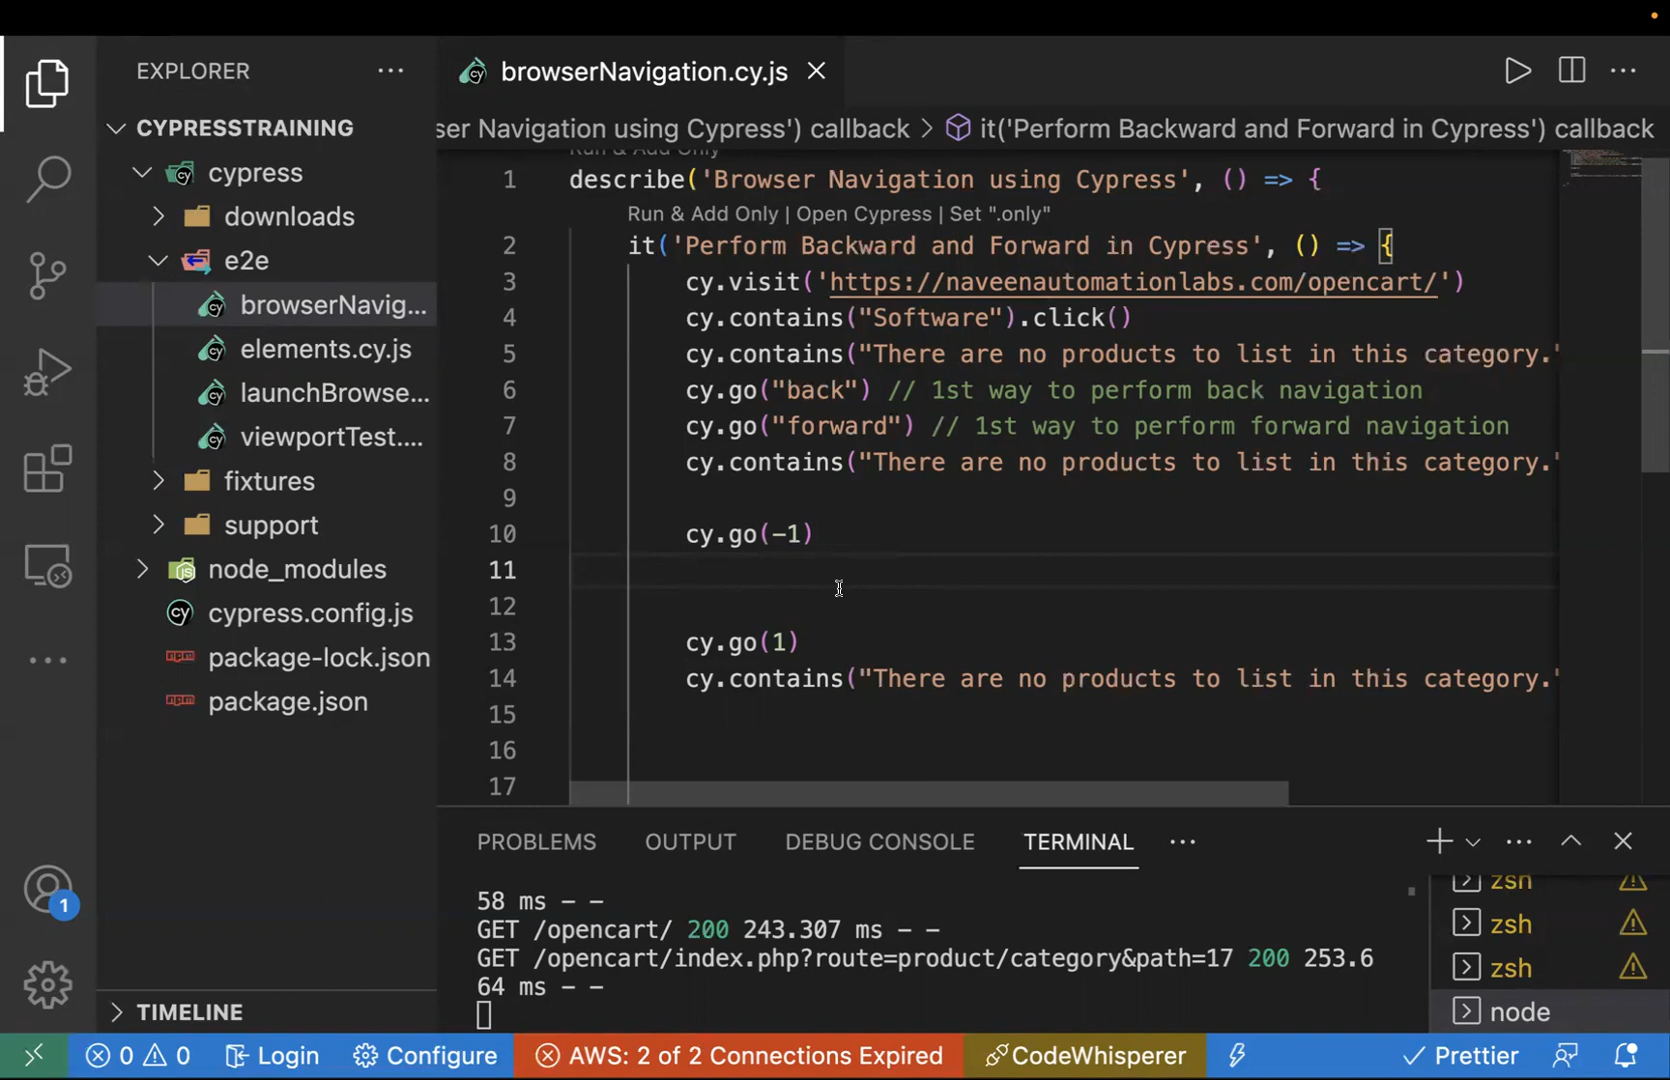 EXPLORER
browserNavigation.cy.js
CYPRESSTRAINING
cypress
downloads
e2e
browserNavig...
elements.cy.js
launchBrowse...
viewportTest....
fixtures
support
node_modules
cypress.config.js
package-lock.json
package.json
TIMELINE
ser Navigation using Cypress') callback > it('Perform Backward and Forward in Cypress') callback
Run & Add Only
1 describe('Browser Navigation using Cypress', () => {
Run & Add Only | Open Cypress | Set ".only"
2 it('Perform Backward and Forward in Cypress', () => {
3 cy.visit('https://naveenautomationlabs.com/opencart/')
4 cy.contains("Software").click()
5 cy.contains("There are no products to list in this category."
6 cy.go("back") // 1st way to perform back navigation
7 cy.go("forward") // 1st way to perform forward navigation
8 cy.contains("There are no products to list in this category."
9
10 cy.go(-1)
11
12
13 cy.go(1)
14 cy.contains("There are no products to list in this category."
15
16
17
PROBLEMS OUTPUT DEBUG CONSOLE TERMINAL
58 ms - -
GET /opencart/ 200 243.307 ms - -
GET /opencart/index.php?route=product/category&path=17 200 253.6
64 ms - -
zsh
zsh
zsh
node
1
0 0 Login Configure AWS: 2 of 2 Connections Expired CodeWhisperer Prettier